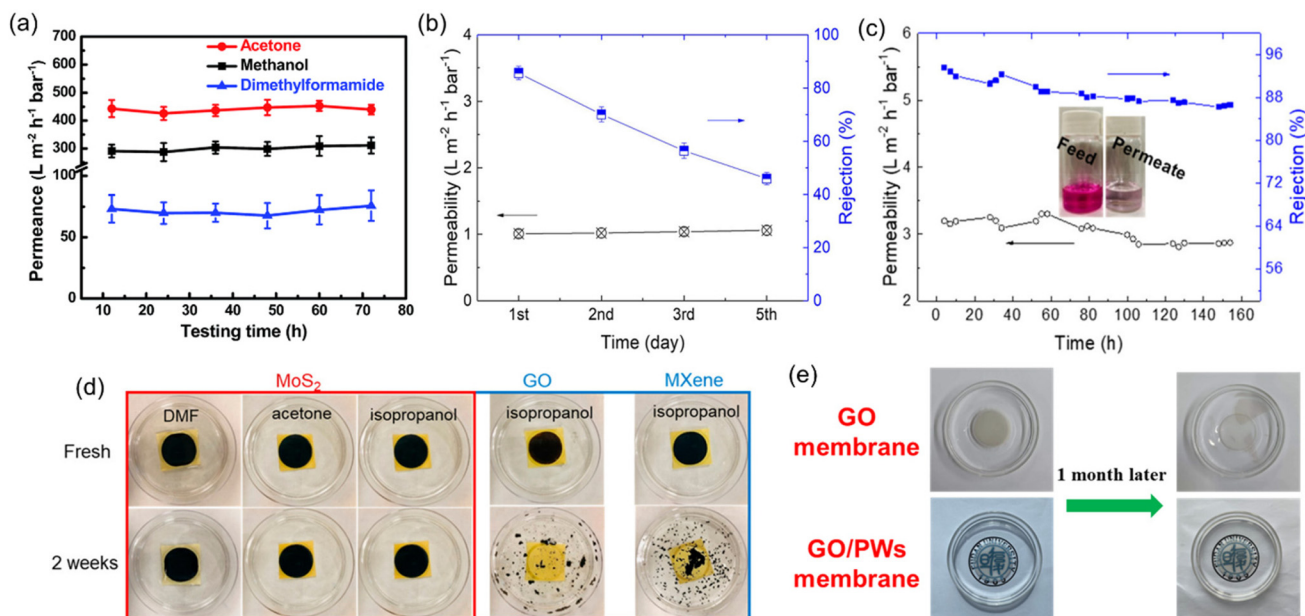 (a)
700
600
500
400
300
100
50
0
Permeance (L m⁻² h⁻¹ bar⁻¹)
Acetone
Methanol
Dimethylformamide
10 20 30 40 50 60 70 80
Testing time (h)
(b)
4
3
2
1
0
Permeability (L m⁻² h⁻¹ bar⁻¹)
100
80
60
40
20
0
Rejection (%)
1st 2nd 3rd 5th
Time (day)
(c)
6
5
4
3
2
Permeability (L m⁻² h⁻¹ bar⁻¹)
Feed
Permeate
96
88
80
72
64
Rejection (%)
0 20 40 60 80 100 120 140 160
Time (h)
(d)
MoS₂ GO MXene
DMF acetone isopropanol isopropanol isopropanol
Fresh
2 weeks
(e)
GO
membrane
1 month later
GO/PWs
membrane